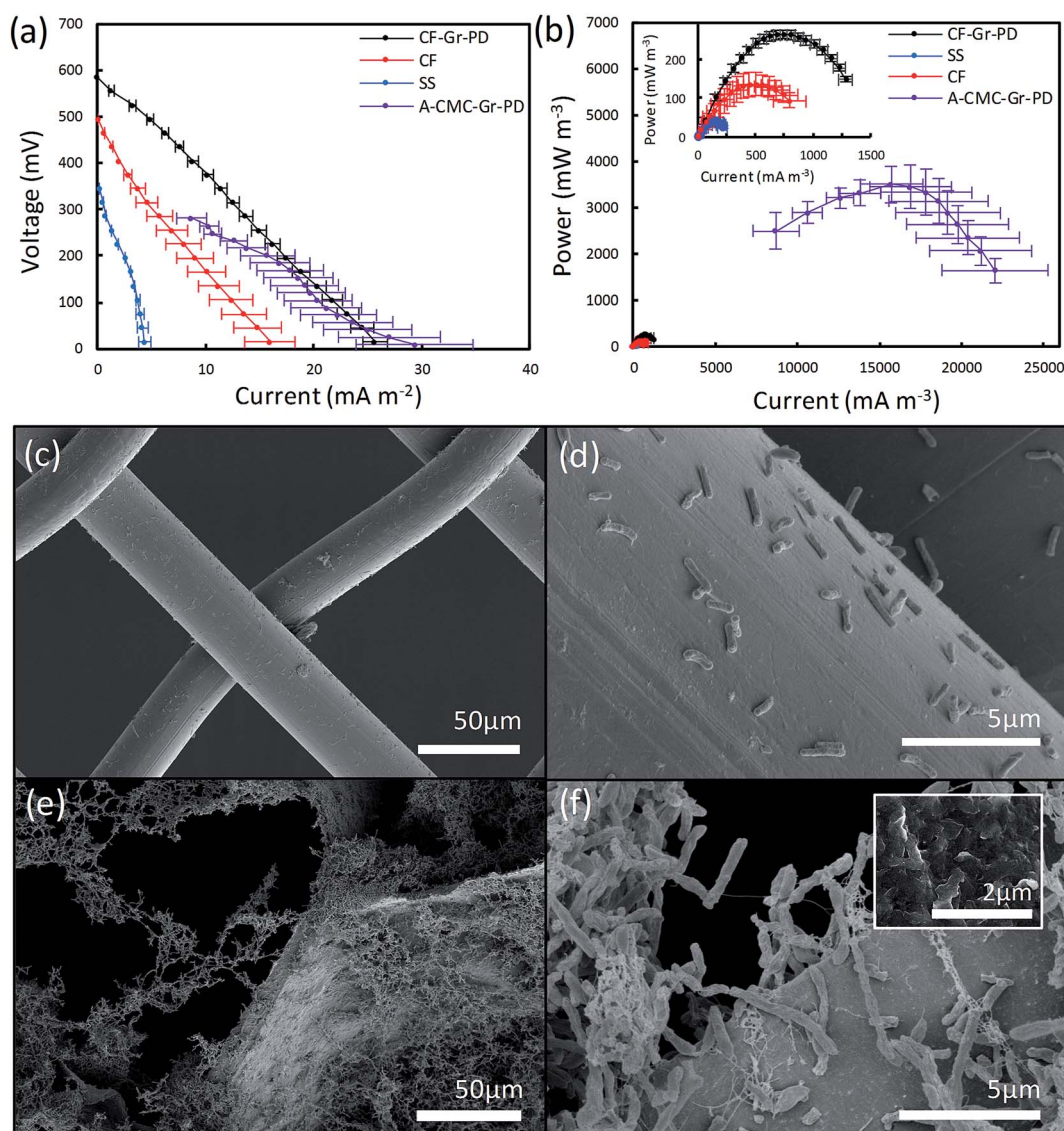 (a)
700
600
500
400
300
200
100
0
Voltage (mV)
CF-Gr-PD
CF
SS
A-CMC-Gr-PD
0 10 20 30 40
Current (mA m⁻²)
(b)
7000
6000
5000
4000
3000
2000
1000
0
Power (mW m⁻³)
200
100
0
Power (mW m⁻³)
0 500 1000 1500
Current (mA m⁻³)
CF-Gr-PD
SS
CF
A-CMC-Gr-PD
0 5000 10000 15000 20000 25000
Current (mA m⁻³)
(c)
50μm
(d)
5μm
(e)
50μm
(f)
2μm
5μm